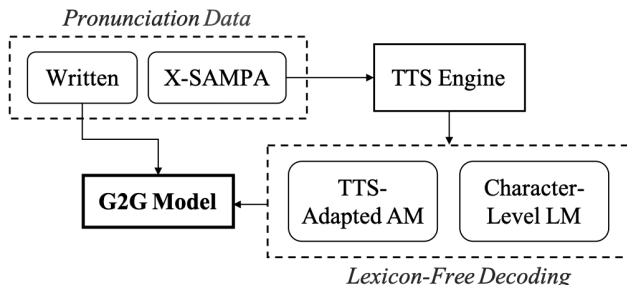 Pronunciation Data
Written
X-SAMPA
TTS Engine
G2G Model
TTS-
Adapted AM
Character-
Level LM
Lexicon-Free Decoding